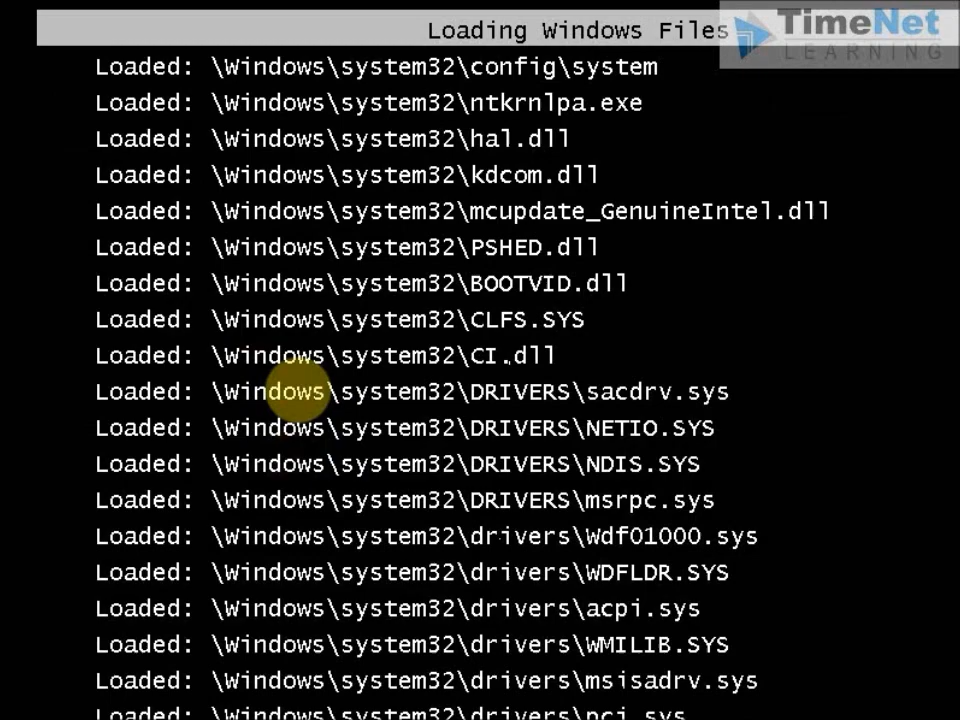 Loading Windows Files
TimeNet
LEARNING
Loaded: \Windows\system32\config\system
Loaded: \Windows\system32\ntkrnlpa.exe
Loaded: \Windows\system32\hal.dll
Loaded: \Windows\system32\kdcom.dll
Loaded: \Windows\system32\mcupdate_GenuineIntel.dll
Loaded: \Windows\system32\PSHED.dll
Loaded: \Windows\system32\BOOTVID.dll
Loaded: \Windows\system32\CLFS.SYS
Loaded: \Windows\system32\CI.dll
Loaded: \Windows\system32\DRIVERS\sacdrv.sys
Loaded: \Windows\system32\DRIVERS\NETIO.SYS
Loaded: \Windows\system32\DRIVERS\NDIS.SYS
Loaded: \Windows\system32\DRIVERS\msrpc.sys
Loaded: \Windows\system32\drivers\Wdf01000.sys
Loaded: \Windows\system32\drivers\WDFLDR.SYS
Loaded: \Windows\system32\drivers\acpi.sys
Loaded: \Windows\system32\drivers\WMILIB.SYS
Loaded: \Windows\system32\drivers\msisadrv.sys
Loaded: \Windows\system32\drivers\pci.sys